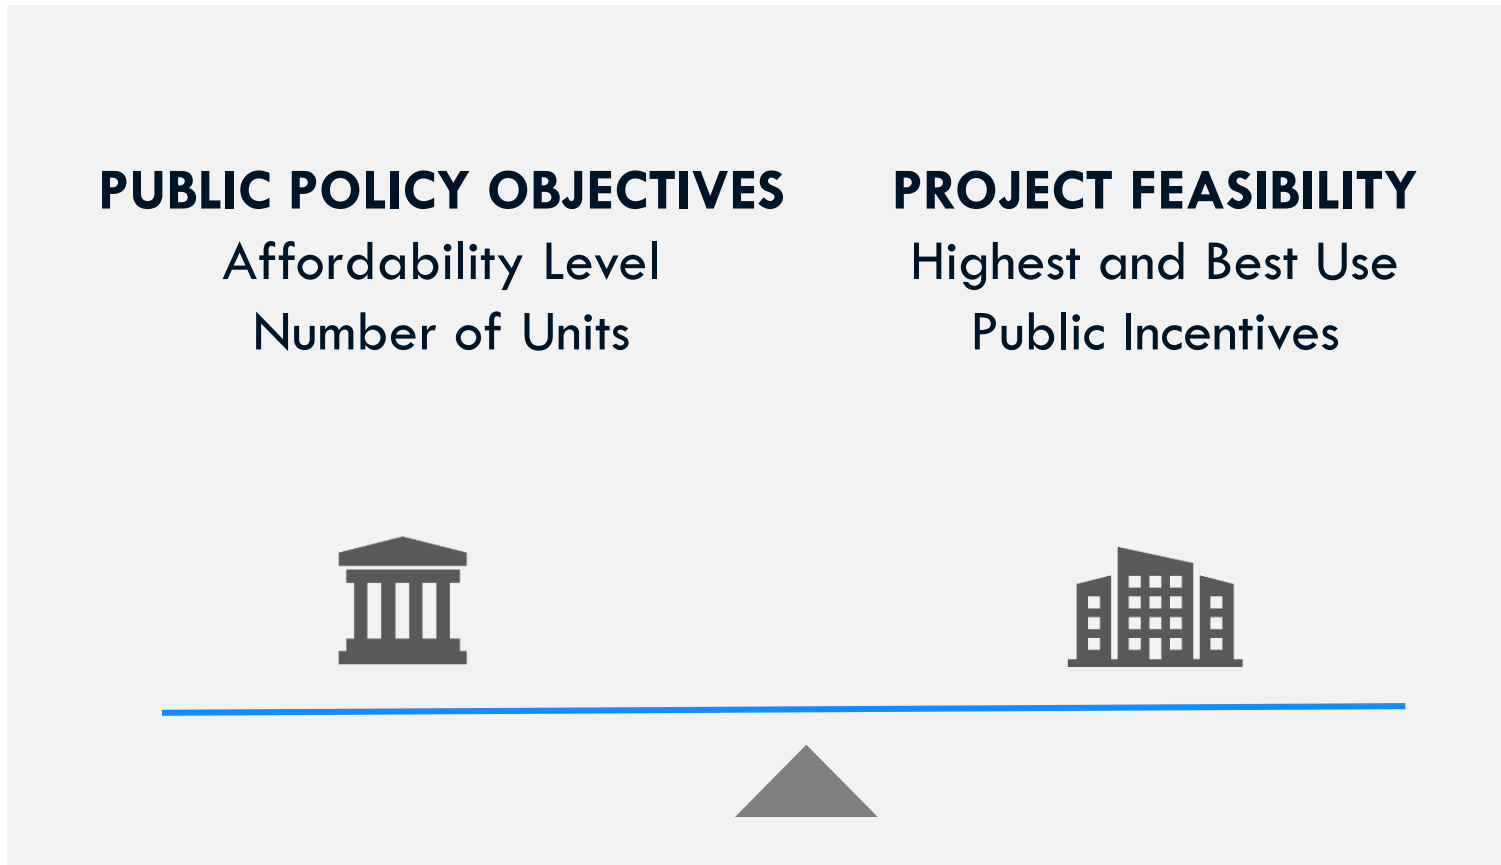 PUBLIC POLICY OBJECTIVES
Affordability Level
Number of Units
PROJECT FEASIBILITY
Highest and Best Use
Public Incentives